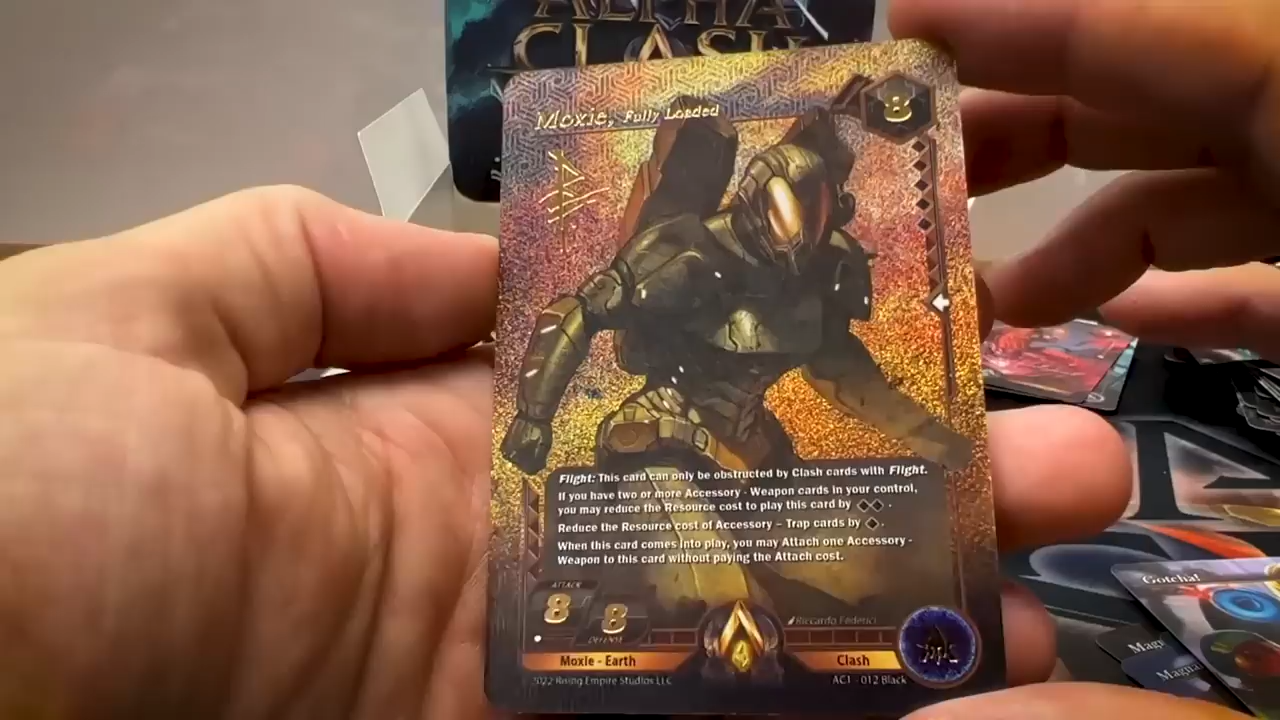 ALPHA
CLASH
Moxie, Fully Loaded
8
Flight: This card can only be obstructed by Clash cards with Flight.
If you have two or more Accessory - Weapon cards in your control,
you may reduce the Resource cost to play this card by
Reduce the Resource cost of Accessory – Trap cards by
When this card comes into play, you may Attach one Accessory -
Weapon to this card without paying the Attach cost.
ATTACK
8
8
DEFENSE
Riccardo Federici
Moxie - Earth
Clash
2022 Rising Empire Studios LLC
AC1 - 012 Black
Gotcha!
Magna